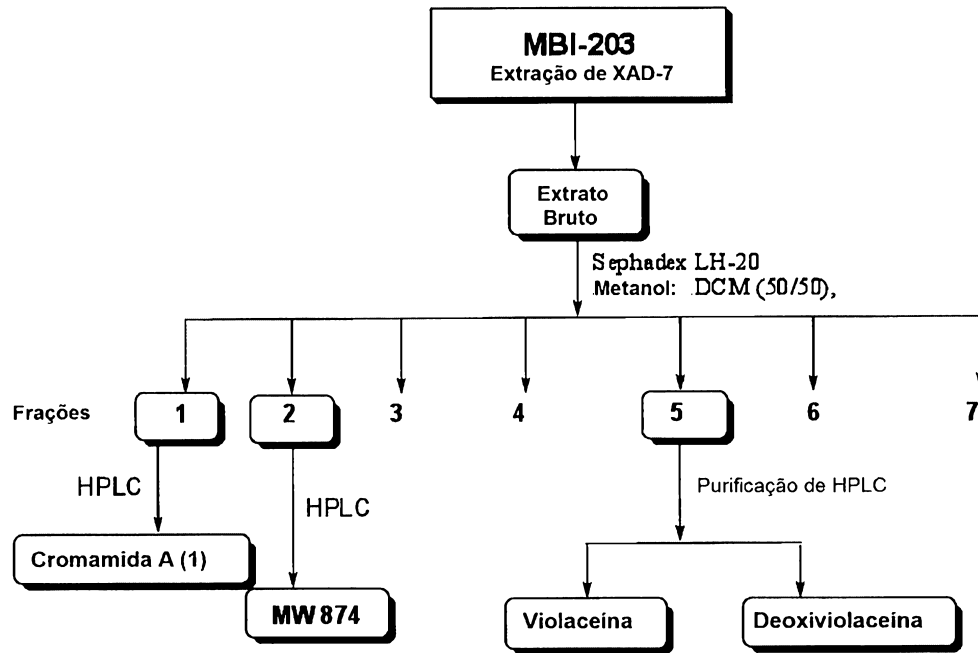 MBI-203
Extração de XAD-7
Extrato
Bruto
Sephadex LH-20
Metanol: DCM (50/50),
Frações 1 2 3 4 5 6 7
HPLC
HPLC
Purificação de HPLC
Cromamida A (1)
MW 874
Violaceína
Deoxiviolaceína